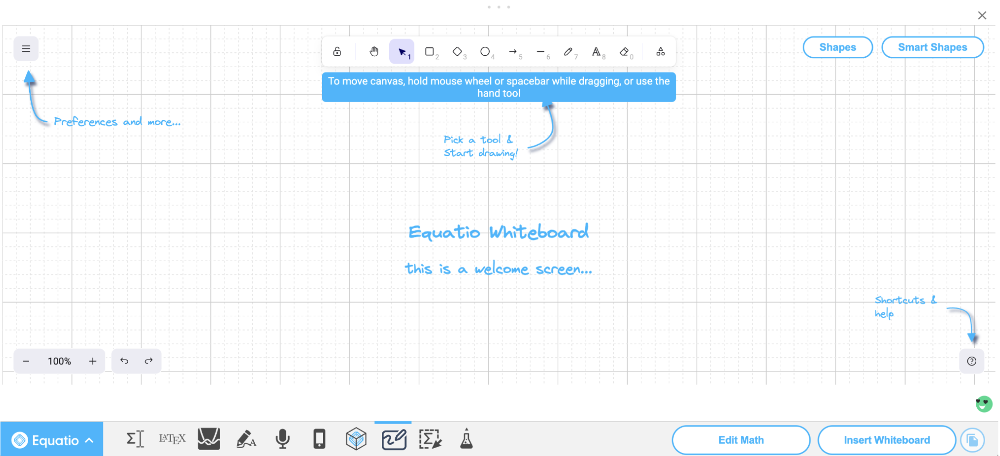 Shapes
Smart Shapes
1
2
3
4
5
6
7
A
8
0
To move canvas, hold mouse wheel or spacebar while dragging, or use the
hand tool
Preferences and more...
Pick a tool &
Start drawing!
Equatio Whiteboard
this is a welcome screen...
Shortcuts &
help
− 100% +
?
Equatio
Σ
LATEX
A
Σ
Edit Math
Insert Whiteboard